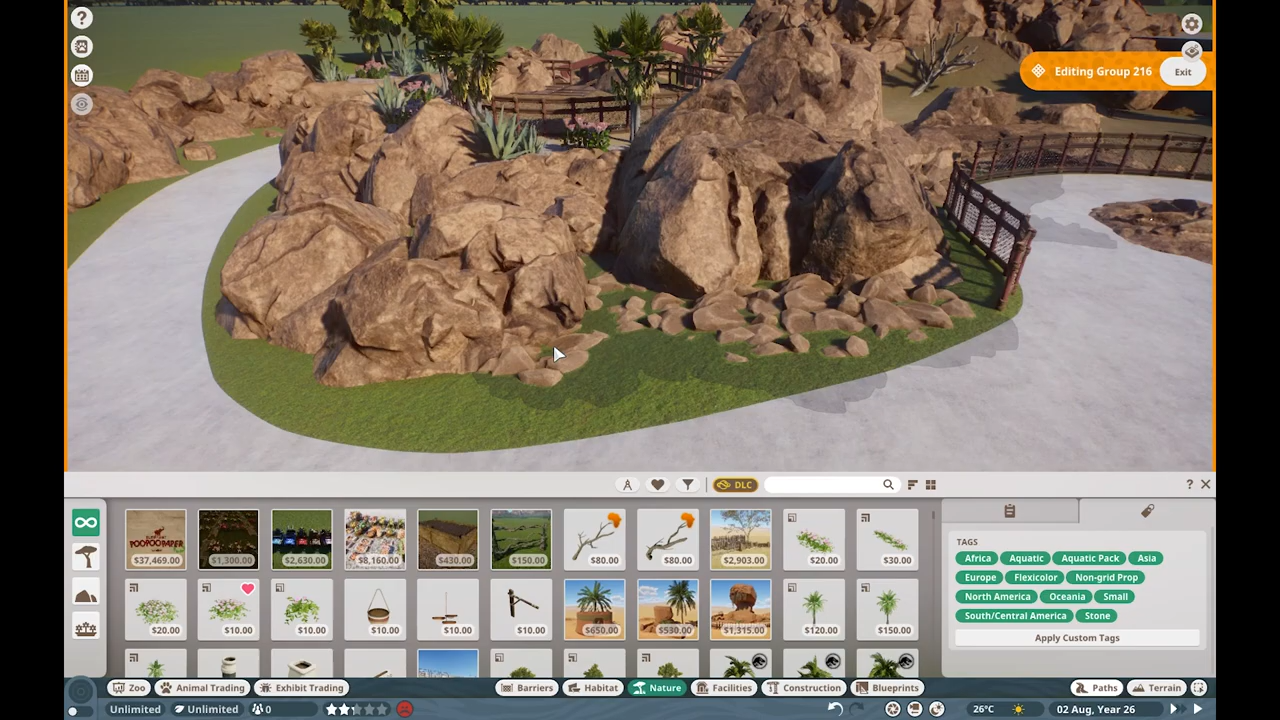 ?
Editing Group 216
Exit
DLC
?
$37,469.00
$1,300.00
$2,630.00
$8,160.00
$430.00
$150.00
$80.00
$80.00
$2,903.00
$20.00
$30.00
$20.00
$10.00
$10.00
$10.00
$10.00
$10.00
$650.00
$530.00
$1,315.00
$120.00
$150.00
TAGS
Africa
Aquatic
Aquatic Pack
Asia
Europe
Flexicolor
Non-grid Prop
North America
Oceania
Small
South/Central America
Stone
Apply Custom Tags
Zoo
Animal Trading
Exhibit Trading
Barriers
Habitat
Nature
Facilities
Construction
Blueprints
Paths
Terrain
Unlimited
Unlimited
0
26°C
02 Aug, Year 26